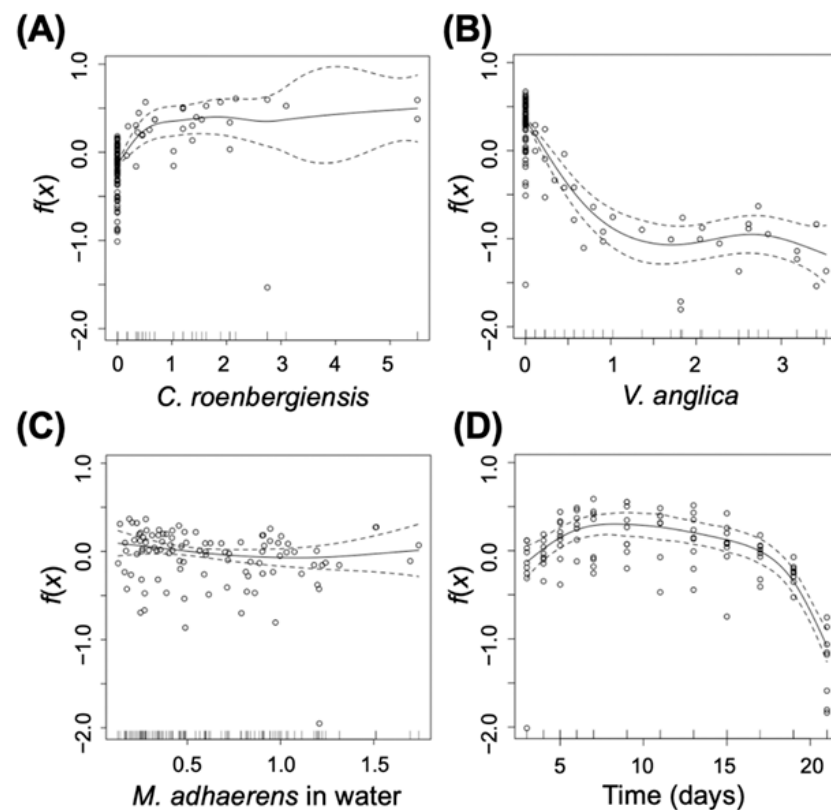 (A)
1.0
0.0
−1.0
−2.0
f(x)
0 1 2 3 4 5
C. roenbergiensis
(B)
1.0
0.0
−1.0
−2.0
f(x)
0 1 2 3
V. anglica
(C)
1.0
0.0
−1.0
−2.0
f(x)
0.5 1.0 1.5
M. adhaerens in water
(D)
1.0
0.0
−1.0
−2.0
f(x)
5 10 15 20
Time (days)